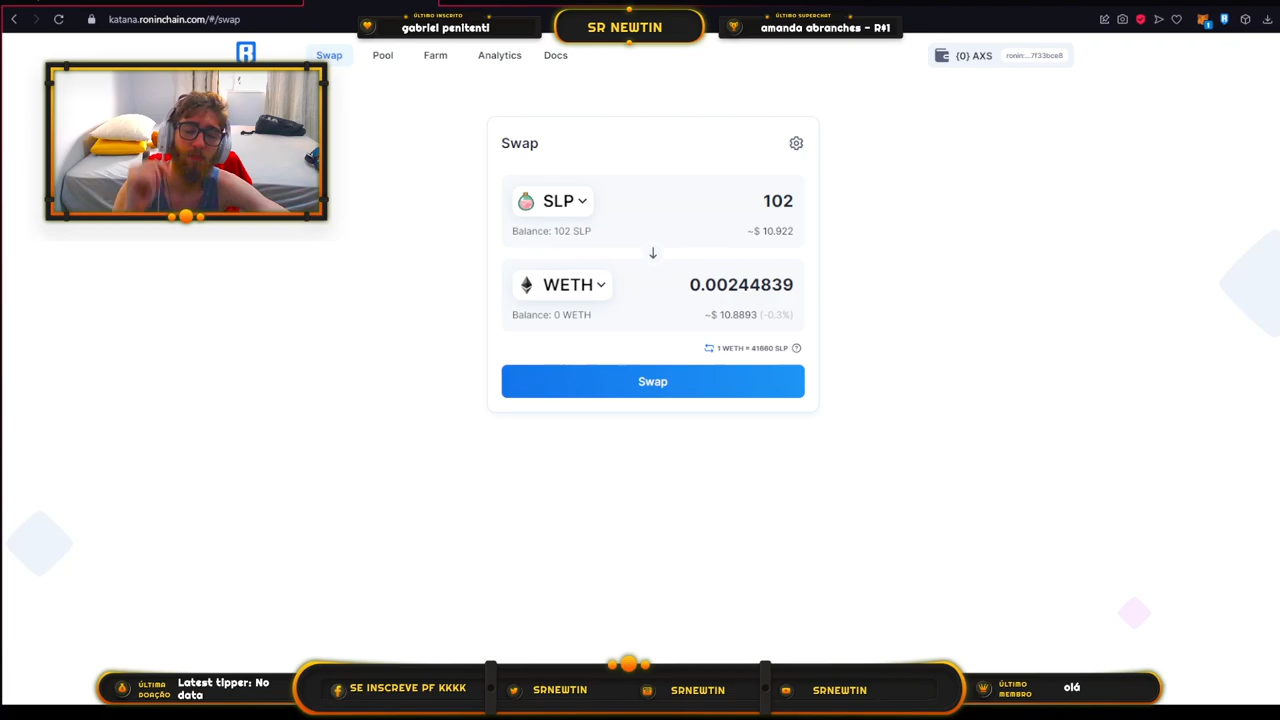 katana.roninchain.com/#/swap
ÚLTIMO INSCRITO
gabriel penitenti
SR NEWTIN
ÚLTIMO SUPERCHAT
amanda abranches - R$1
Swap
Pool
Farm
Analytics
Docs
{0} AXS
ronin:...7f33bce8
1
Swap
SLP
102
Balance: 102 SLP
~$ 10.922
WETH
0.00244839
Balance: 0 WETH
~$ 10.8893 (-0.3%)
1 WETH = 41660 SLP
Swap
ÚLTIMA
DOAÇÃO
Latest tipper: No
data
SE INSCREVE PF KKKK
SRNEWTIN
SRNEWTIN
SRNEWTIN
ÚLTIMO
MEMBRO
olá